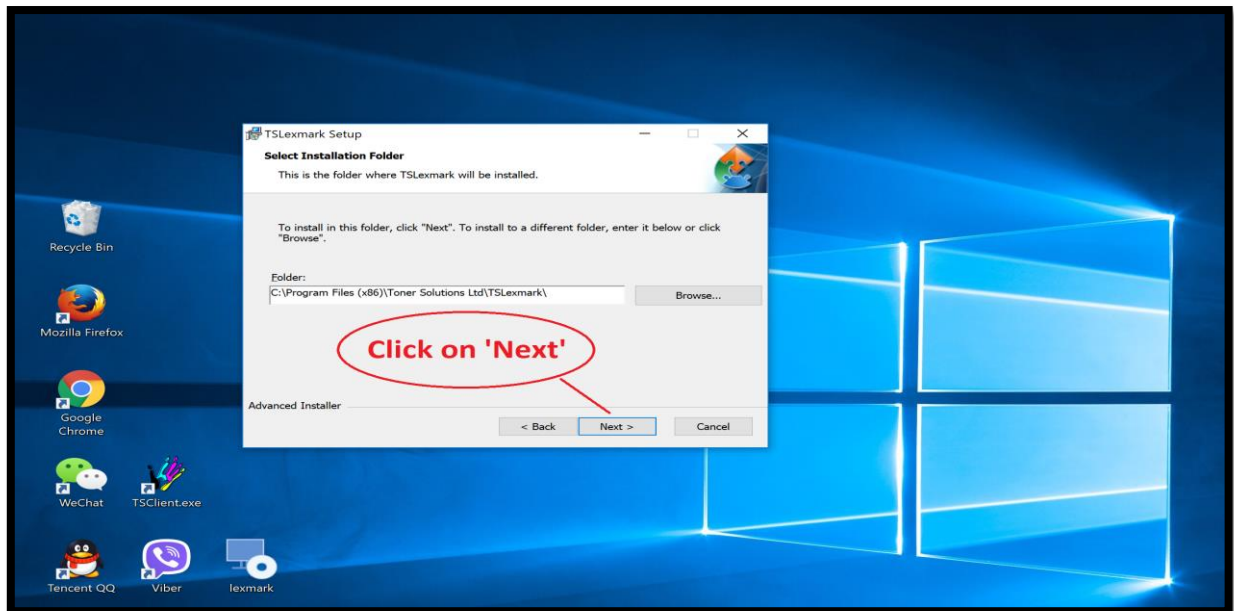 TSLexmark Setup
Select Installation Folder
This is the folder where TSLexmark will be installed.
To install in this folder, click "Next". To install to a different folder, enter it below or click
"Browse".
Folder:
C:\Program Files (x86)\Toner Solutions Ltd\TSLexmark\
Browse...
Click on 'Next'
Advanced Installer
< Back
Next >
Cancel
Recycle Bin
Mozilla Firefox
Google
Chrome
WeChat
TSClient.exe
Tencent QQ
Viber
lexmark